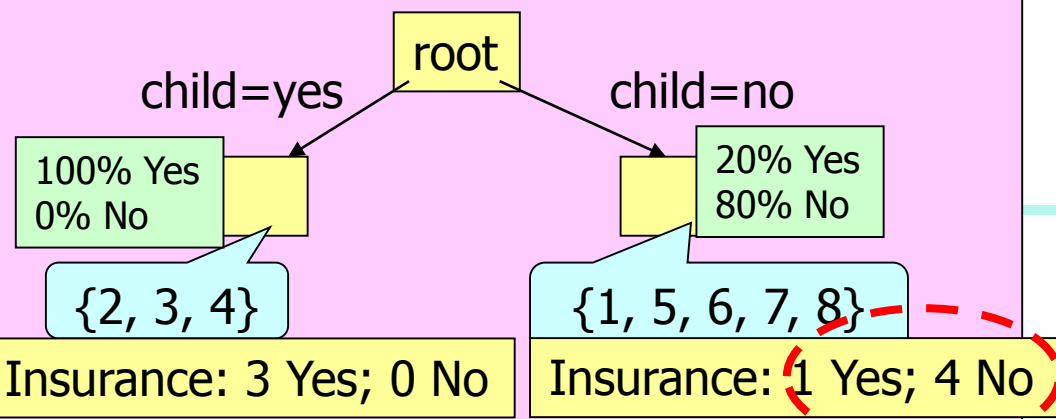 root
child=yes
child=no
100% Yes
0% No
20% Yes
80% No
{2, 3, 4}
{1, 5, 6, 7, 8}
Insurance: 3 Yes; 0 No
Insurance: 1 Yes; 4 No